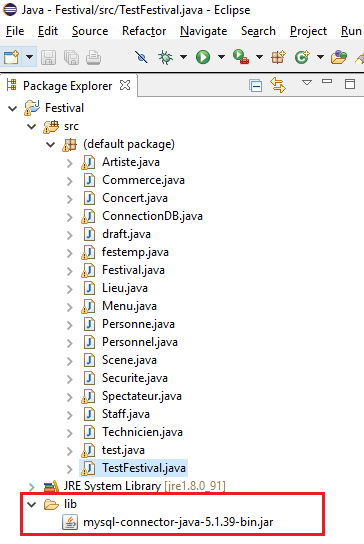 Java - Festival/src/TestFestival.java - Eclipse
File Edit Source Refactor Navigate Search Project Run
Package Explorer
Festival
src
(default package)
Artiste.java
Commerce.java
Concert.java
ConnectionDB.java
draft.java
festemp.java
Festival.java
Lieu.java
Menu.java
Personne.java
Personnel.java
Scene.java
Securite.java
Spectateur.java
Staff.java
Technicien.java
test.java
TestFestival.java
JRE System Library [jre1.8.0_91]
lib
mysql-connector-java-5.1.39-bin.jar